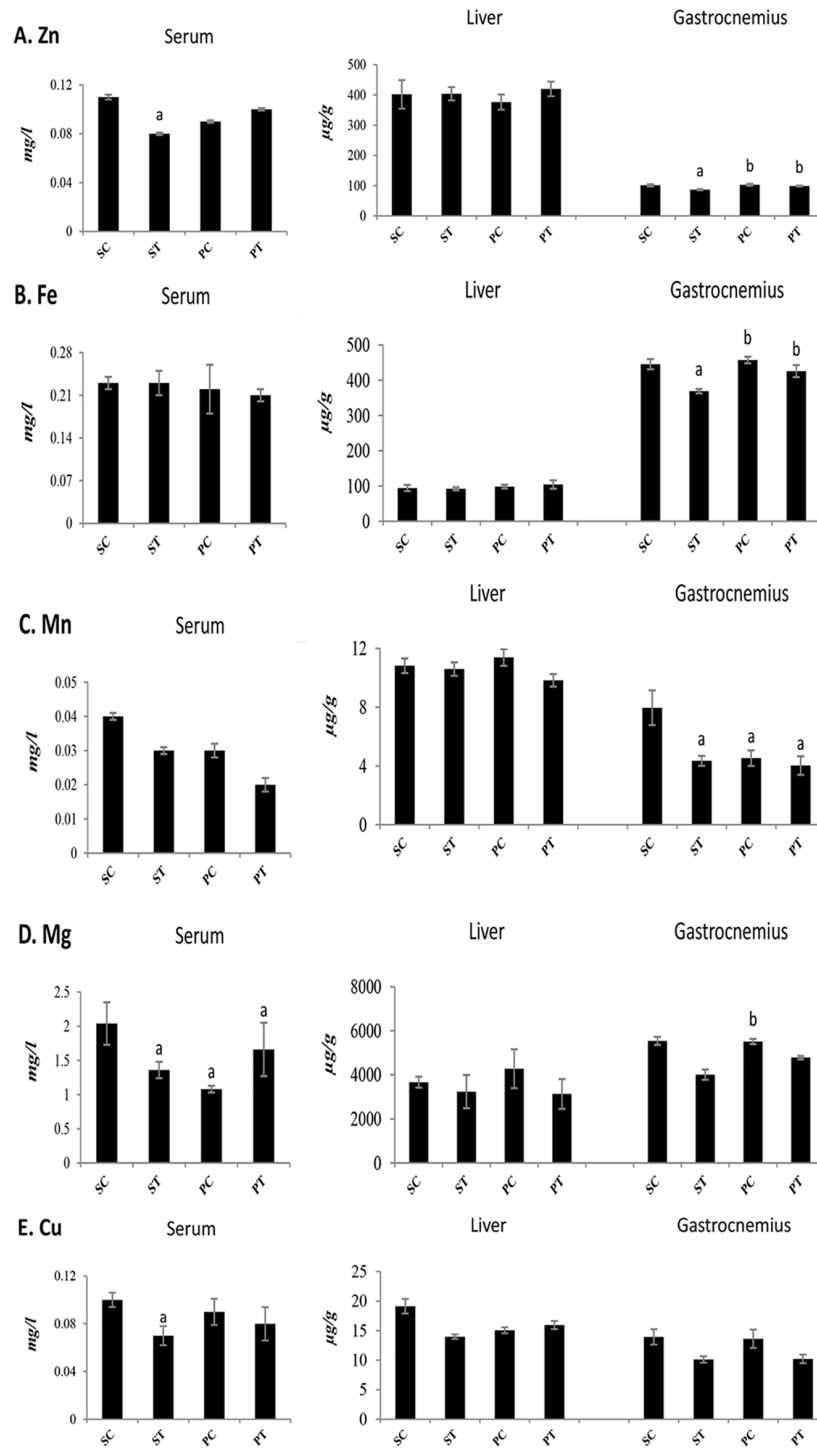 A. Zn
Serum
Liver
Gastrocnemius
mg/l
0.12
0.08
0.04
0
a
SC ST PC PT
µg/g
500
400
300
200
100
0
a b b
SC ST PC PT SC ST PC PT
B. Fe
Serum
Liver
Gastrocnemius
mg/l
0.28
0.21
0.14
0.07
0
SC ST PC PT
µg/g
500
400
300
200
100
0
a b b
SC ST PC PT SC ST PC PT
C. Mn
Serum
Liver
Gastrocnemius
mg/l
0.05
0.04
0.03
0.02
0.01
0
SC ST PC PT
µg/g
12
8
4
0
a a a
SC ST PC PT SC ST PC PT
D. Mg
Serum
Liver
Gastrocnemius
mg/l
2.5
2
1.5
1
0.5
0
a a a
SC ST PC PT
µg/g
8000
6000
4000
2000
0
b
SC ST PC PT SC ST PC PT
E. Cu
Serum
Liver
Gastrocnemius
mg/l
0.12
0.08
0.04
0
a
SC ST PC PT
µg/g
25
20
15
10
5
0
SC ST PC PT SC ST PC PT